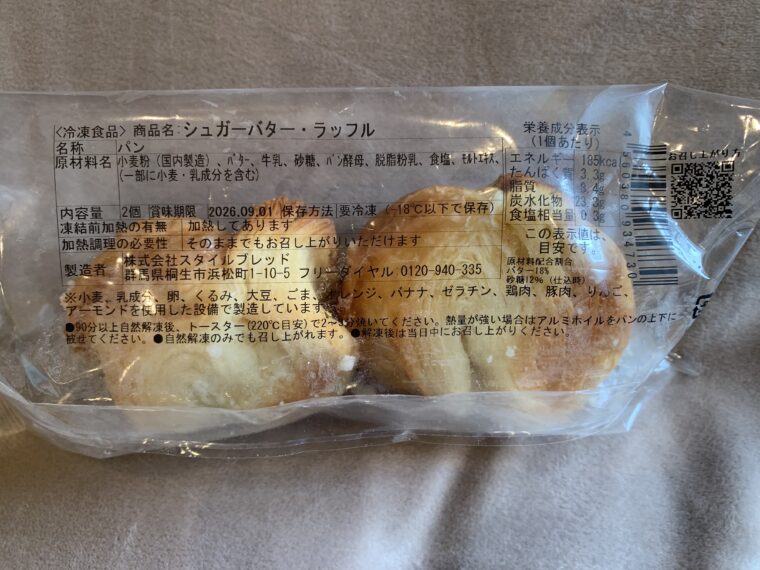 〈冷凍食品〉 商品名: シュガーバター・ラッフル
名称 パン
原材料名 小麦粉（国内製造）、バター、牛乳、砂糖、パン酵母、脱脂粉乳、食塩、モルトエキス、
（一部に小麦・乳成分を含む）
内容量 2個 賞味期限 2026.09.01 保存方法 要冷凍（-18℃以下で保存）
凍結前加熱の有無 加熱してあります
加熱調理の必要性 そのままでもお召し上がりいただけます
製造者 株式会社スタイルブレッド
群馬県桐生市浜松町1-10-5 フリーダイヤル 0120-940-335
※小麦、乳成分、卵、くるみ、大豆、ごま、オレンジ、バナナ、ゼラチン、鶏肉、豚肉、りんご、
アーモンドを使用した設備で製造しています。
●90分以上自然解凍後、トースター(220℃目安)で2～3分焼いてください。熱量が強い場合はアルミホイルをパンの上下に
被せてください。●自然解凍のみでも召し上がれます。●解凍後は当日中にお召し上がりください。
栄養成分表示
(1個あたり)
エネルギー 185kcal
たんぱく質 3.3g
脂質 8.4g
炭水化物 23.3g
食塩相当量 0.3g
この表示値は、
目安です。
原材料配合割合
バター18%
砂糖12%（仕込時）
お召し上がり方